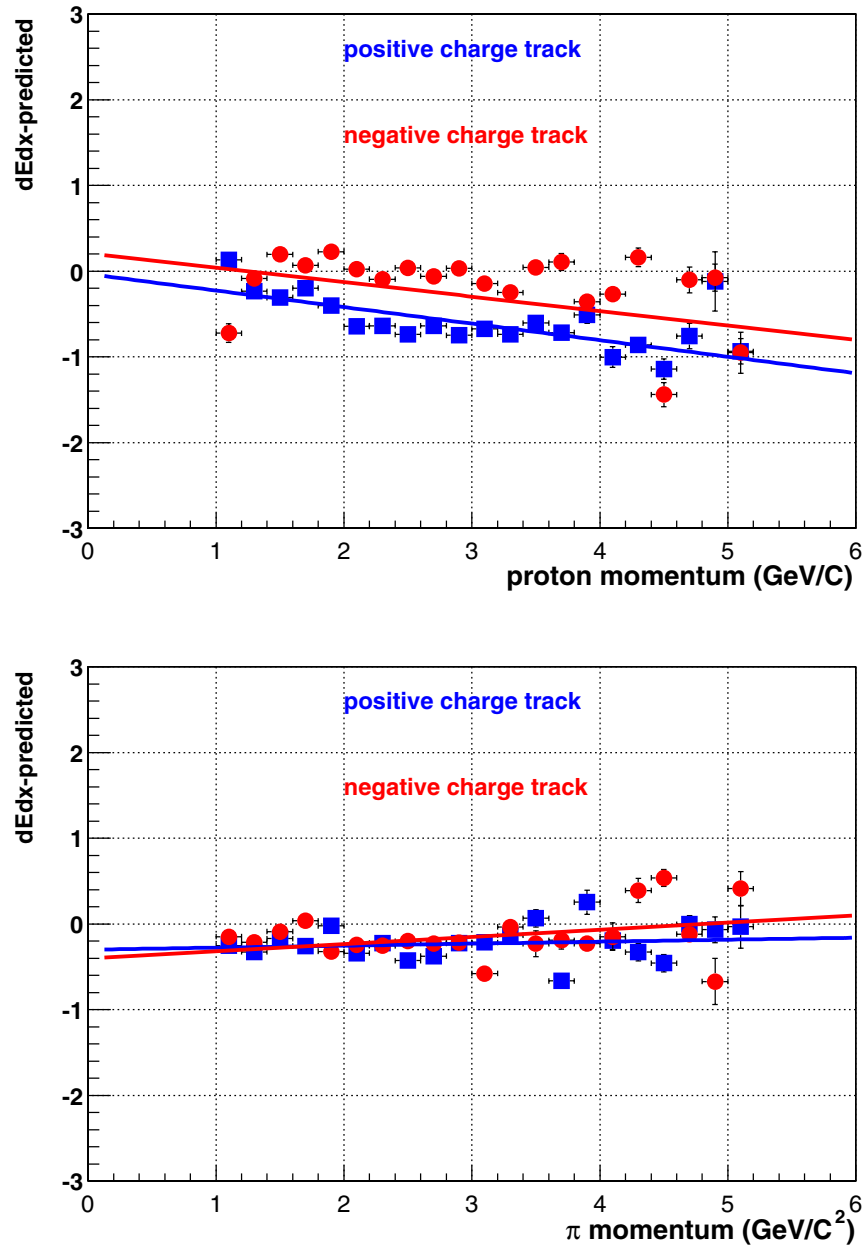 dEdx-predicted
3
2
1
0
-1
-2
-3
positive charge track
negative charge track
0 1 2 3 4 5 6
proton momentum (GeV/C)
dEdx-predicted
3
2
1
0
-1
-2
-3
positive charge track
negative charge track
0 1 2 3 4 5 6
π momentum (GeV/C²)